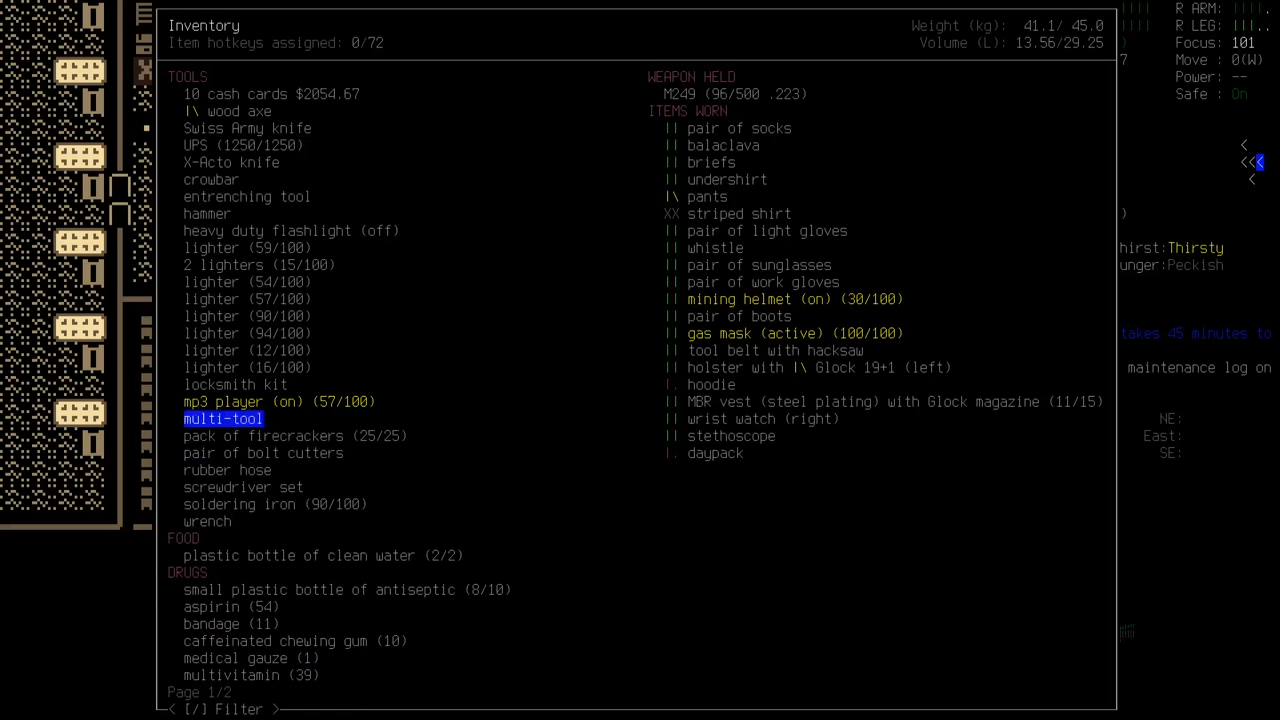 Inventory
Item hotkeys assigned: 0/72
Weight (kg): 41.1/ 45.0
Volume (L): 13.56/29.25
TOOLS
10 cash cards $2054.67
|\ wood axe
Swiss Army knife
UPS (1250/1250)
X-Acto knife
crowbar
entrenching tool
hammer
heavy duty flashlight (off)
lighter (59/100)
2 lighters (15/100)
lighter (54/100)
lighter (57/100)
lighter (90/100)
lighter (94/100)
lighter (12/100)
lighter (16/100)
locksmith kit
mp3 player (on) (57/100)
multi-tool
pack of firecrackers (25/25)
pair of bolt cutters
rubber hose
screwdriver set
soldering iron (90/100)
wrench
FOOD
plastic bottle of clean water (2/2)
DRUGS
small plastic bottle of antiseptic (8/10)
aspirin (54)
bandage (11)
caffeinated chewing gum (10)
medical gauze (1)
multivitamin (39)
Page 1/2
< [/] Filter >
WEAPON HELD
M249 (96/500 .223)
ITEMS WORN
|| pair of socks
|| balaclava
|| briefs
|| undershirt
|\ pants
XX striped shirt
|| pair of light gloves
|| whistle
|| pair of sunglasses
|| pair of work gloves
|| mining helmet (on) (30/100)
|| pair of boots
|| gas mask (active) (100/100)
|| tool belt with hacksaw
|| holster with |\ Glock 19+1 (left)
|. hoodie
|| MBR vest (steel plating) with Glock magazine (11/15)
|| wrist watch (right)
|| stethoscope
|. daypack
R ARM: ||||.
R LEG: |||..
Focus: 101
7 Move : 0(W)
Power: --
Safe : On
<
<<<
<
)
hirst:Thirsty
unger:Peckish
takes 45 minutes to
maintenance log on
NE:
East:
SE: